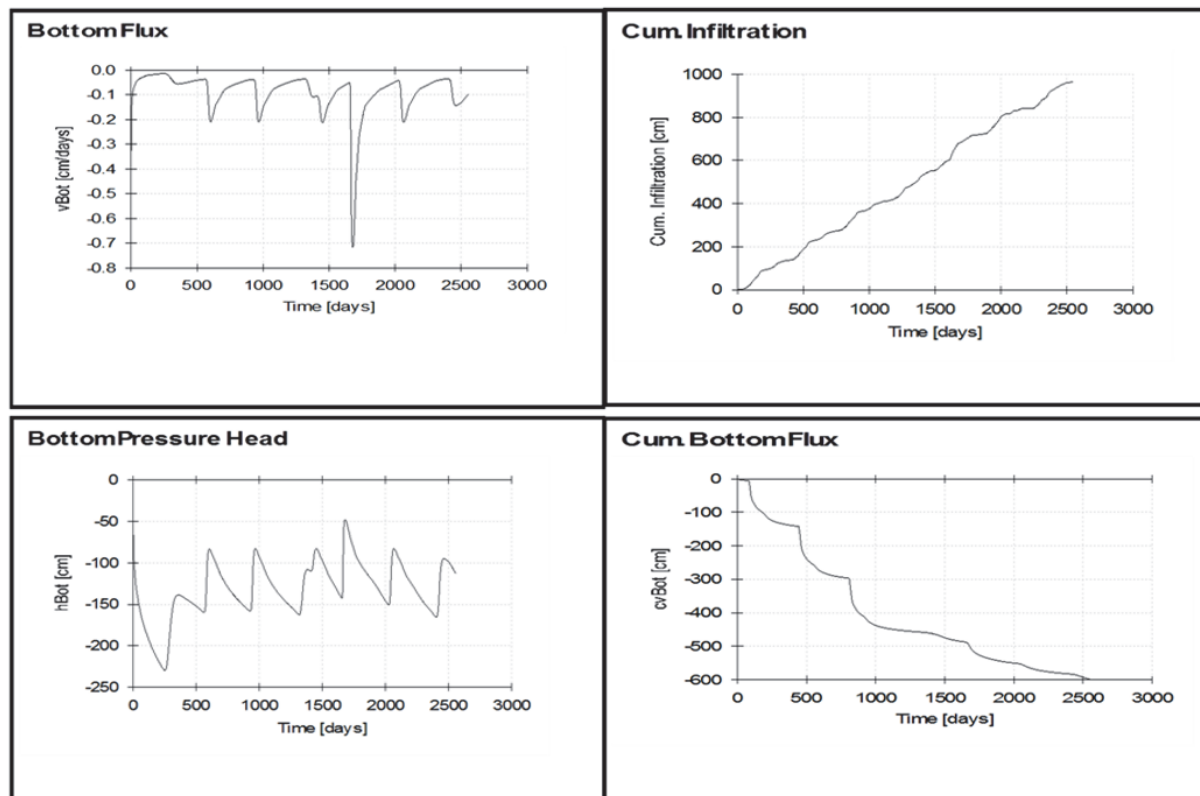 Bottom Flux
0.0
-0.1
-0.2
-0.3
-0.4
-0.5
-0.6
-0.7
-0.8
vBot [cm/days]
0 500 1000 1500 2000 2500 3000
Time [days]
Cum. Infiltration
1000
800
600
400
200
0
Cum. Infiltration [cm]
0 500 1000 1500 2000 2500 3000
Time [days]
Bottom Pressure Head
0
-50
-100
-150
-200
-250
hBot [cm]
0 500 1000 1500 2000 2500 3000
Time [days]
Cum. Bottom Flux
0
-100
-200
-300
-400
-500
-600
cvBot [cm]
0 500 1000 1500 2000 2500 3000
Time [days]